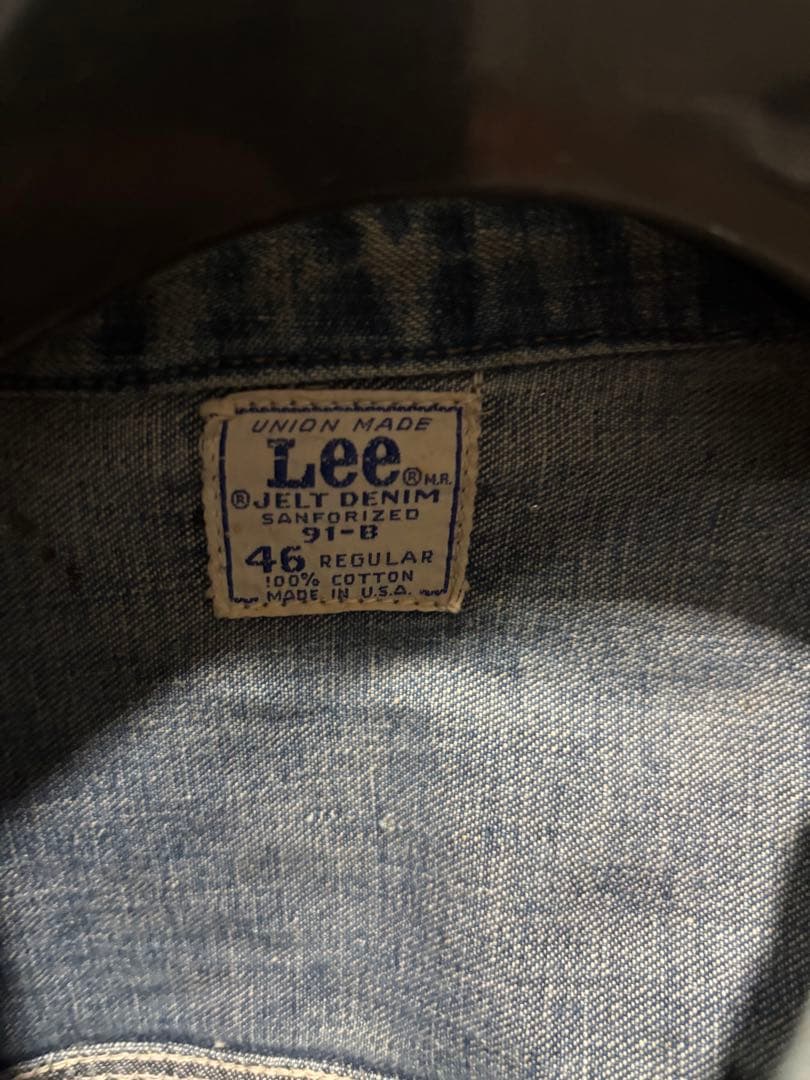 UNION MADE
Lee® M.R.
®JELT DENIM
SANFORIZED
91-B
46 REGULAR
100% COTTON
MADE IN U.S.A.